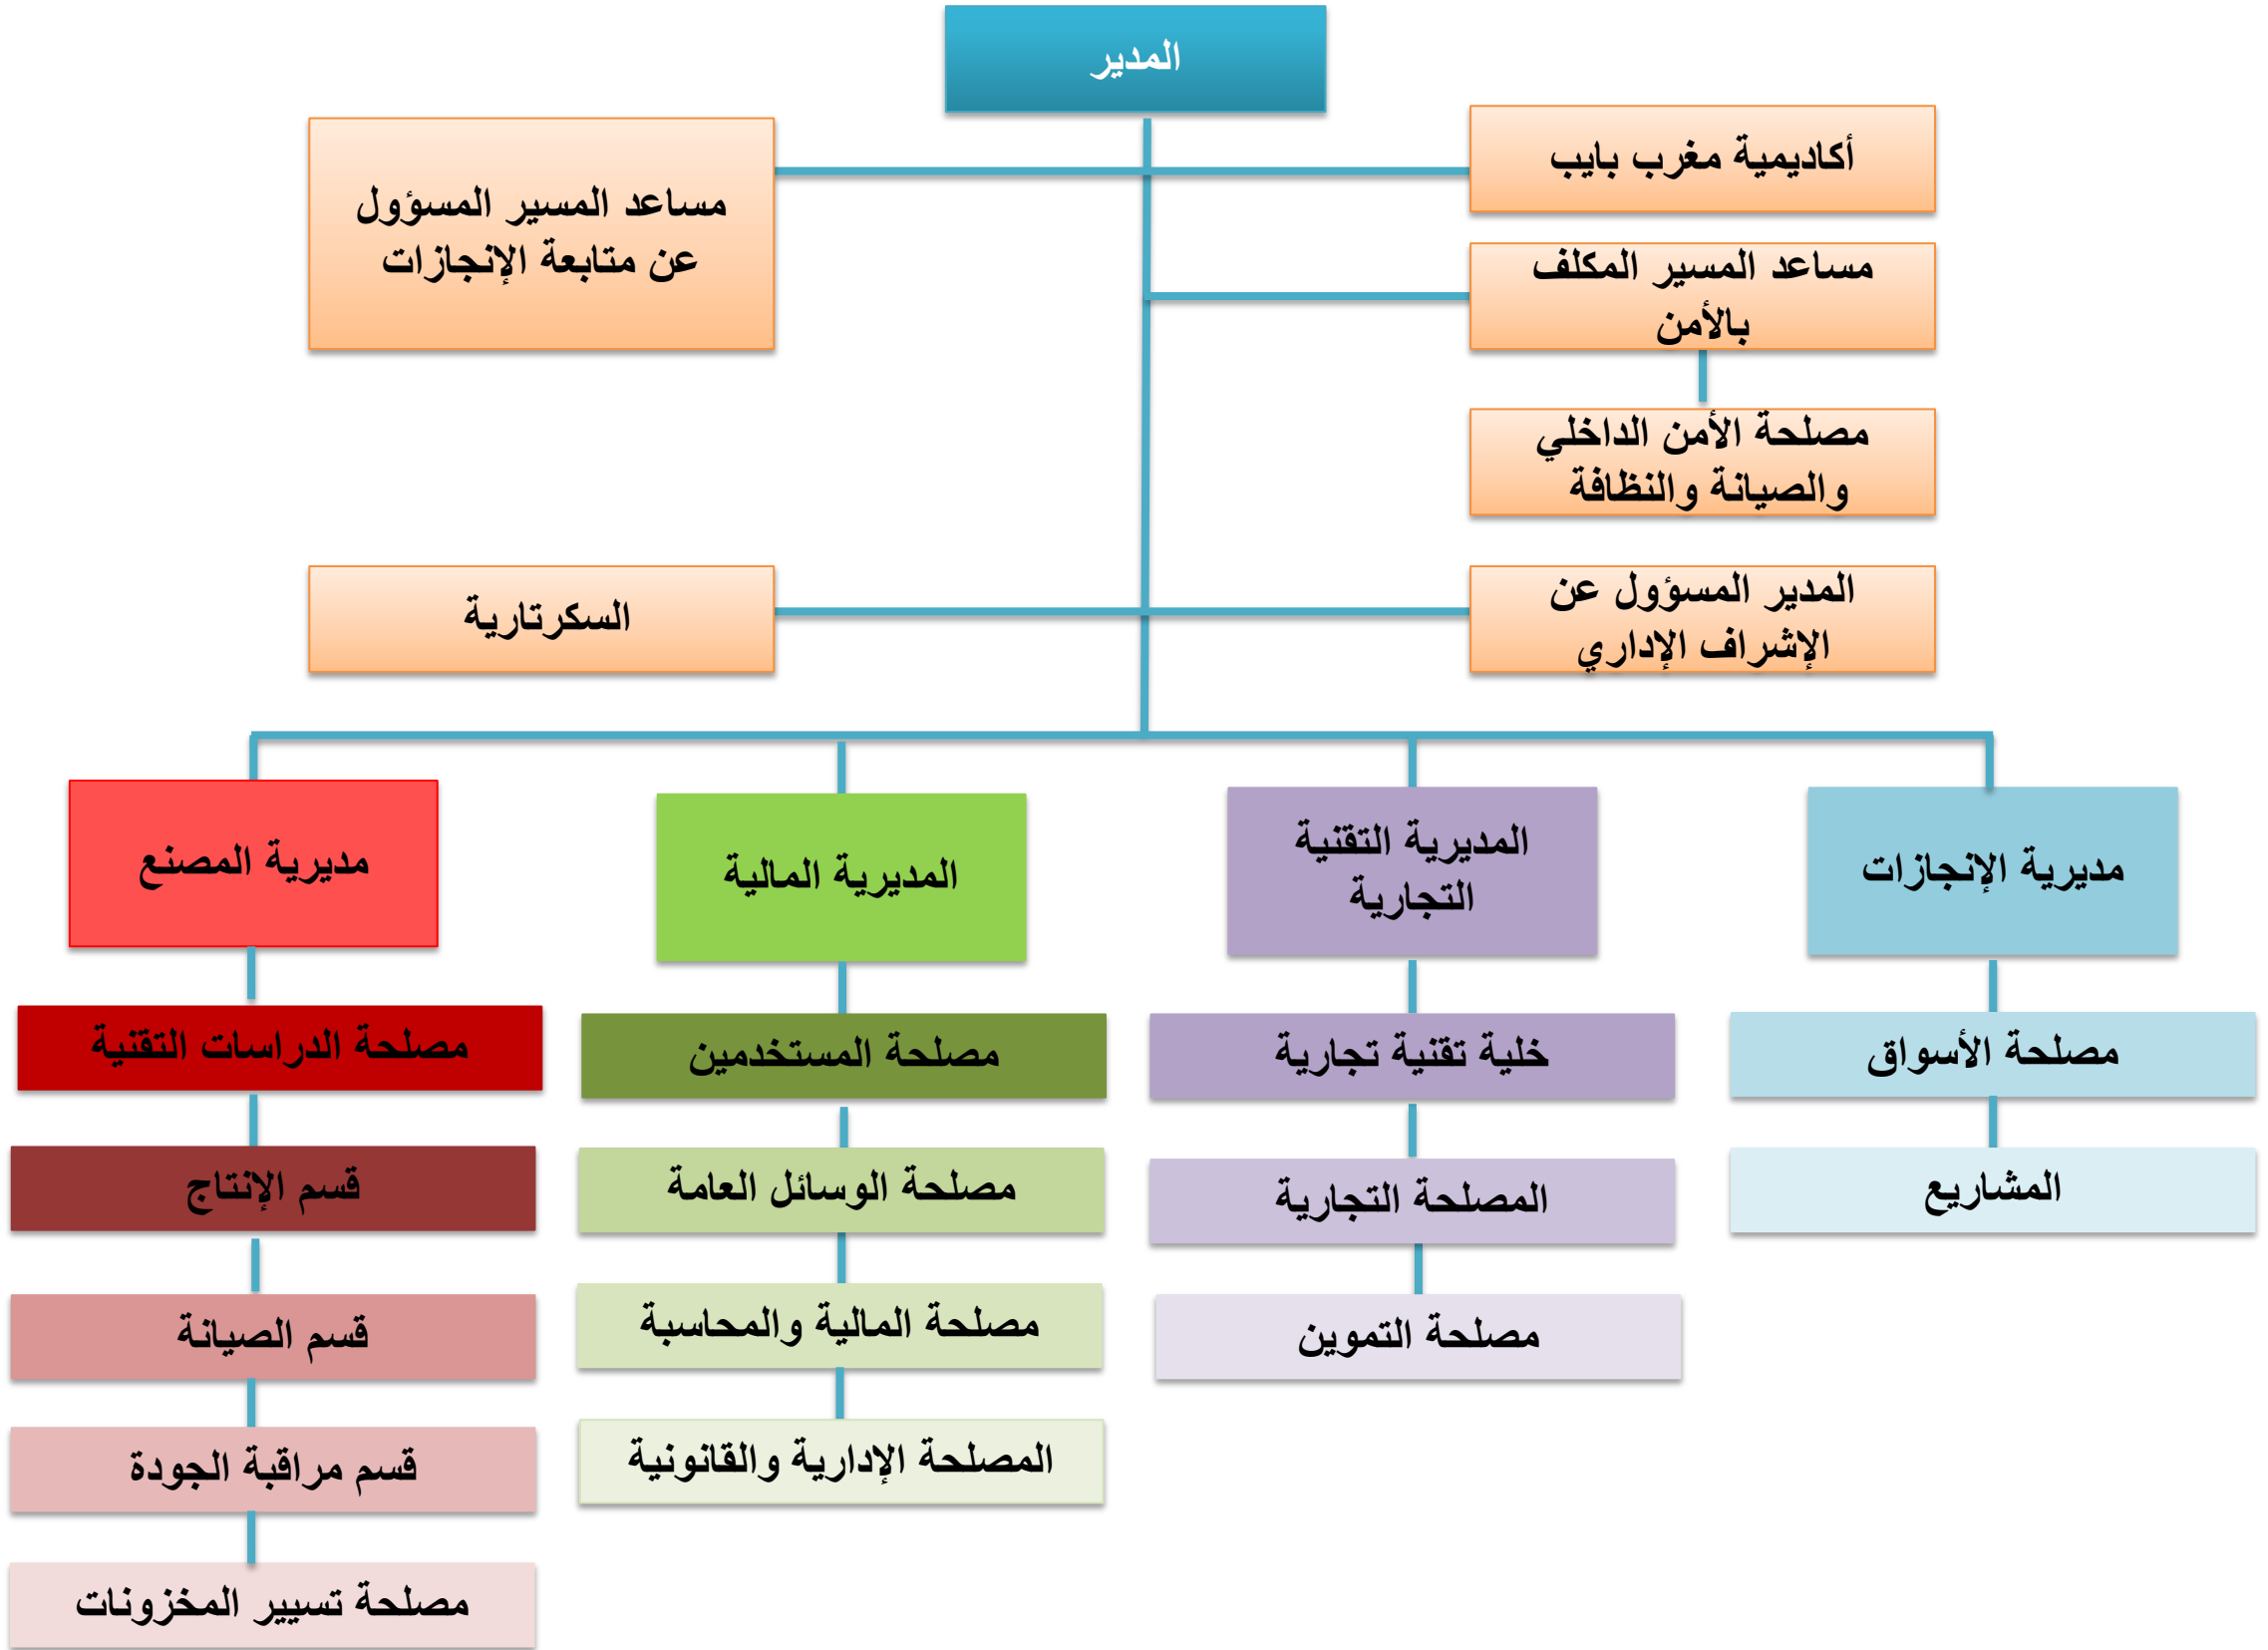 المدير
أكاديمية مغرب بايب
مساعد المسير المسؤول
عن متابعة الإنجازات
مساعد المسير المكلف
بالأمن
مصلحة الأمن الداخلي
والصيانة والنظافة
المدير المسؤول عن
الإشراف الإداري
السكرتارية
مديرية الإنجازات
مصلحة الأسواق
المشاريع
المديرية التقنية
التجارية
خلية تقنية تجارية
المصلحة التجارية
مصلحة التموين
المديرية المالية
مصلحة المستخدمين
مصلحة الوسائل العامة
مصلحة المالية والمحاسبة
المصلحة الإدارية والقانونية
مديرية المصنع
مصلحة الدراسات التقنية
قسم الإنتاج
قسم الصيانة
قسم مراقبة الجودة
مصلحة تسيير المخزونات